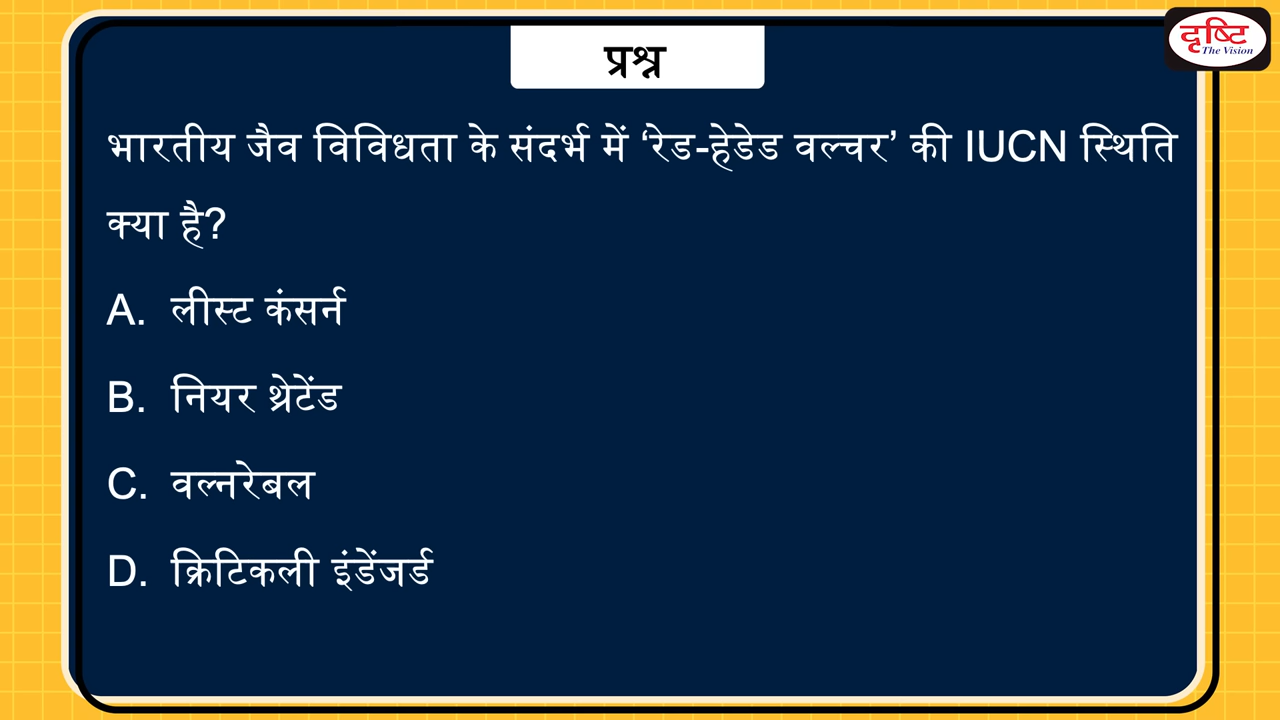 दृष्टि
The Vision
प्रश्न
भारतीय जैव विविधता के संदर्भ में ‘रेड-हेडेड वल्चर’ की IUCN स्थिति
क्या है?
A. लीस्ट कंसर्न
B. नियर थ्रेटेंड
C. वल्नरेबल
D. क्रिटिकली इंडेंजर्ड